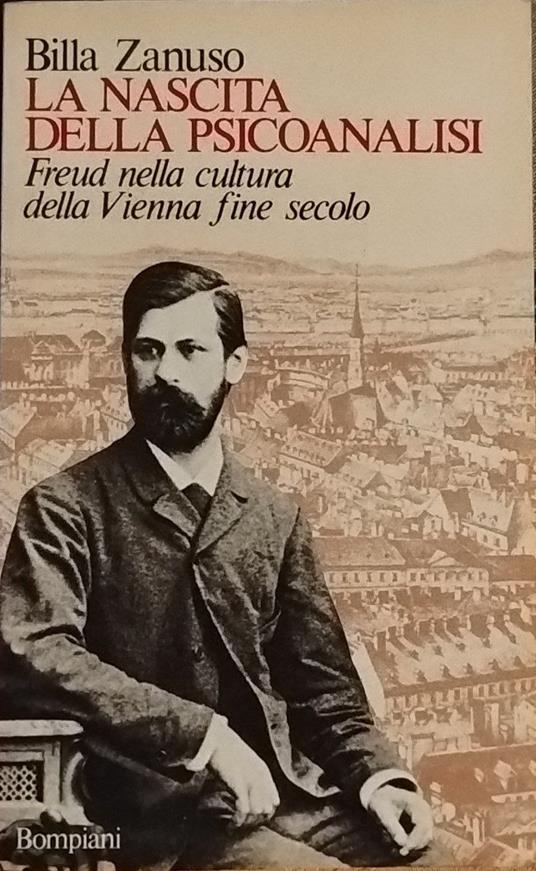 Billa Zanuso
LA NASCITA
DELLA PSICOANALISI
Freud nella cultura
della Vienna fine secolo
Bompiani